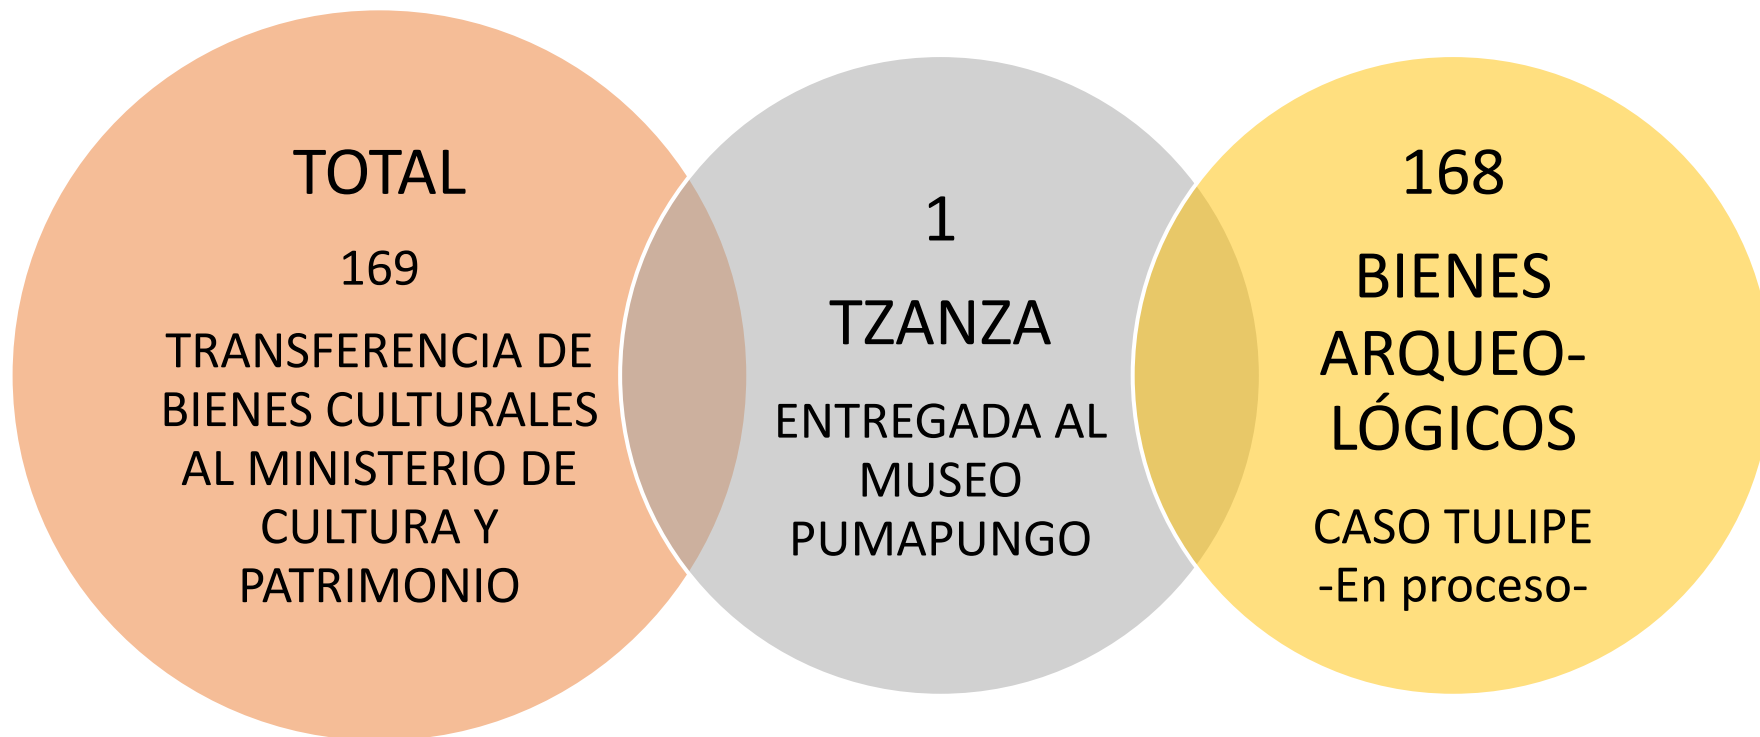 TOTAL
169
TRANSFERENCIA DE
BIENES CULTURALES
AL MINISTERIO DE
CULTURA Y
PATRIMONIO
1
TZANZA
ENTREGADA AL
MUSEO
PUMAPUNGO
168
BIENES
ARQUEO-
LÓGICOS
CASO TULIPE
-En proceso-